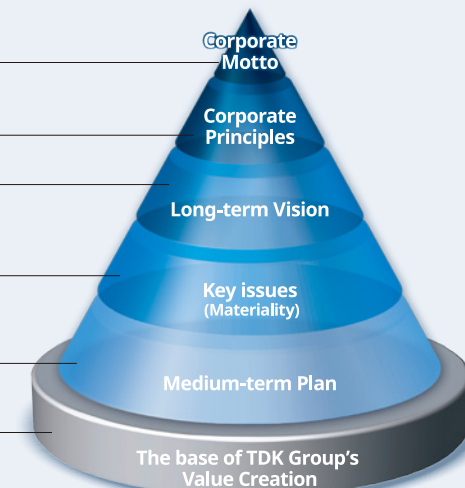 Corporate
Motto
Corporate
Principles
Long-term Vision
Key issues
(Materiality)
Medium-term Plan
The base of TDK Group's
Value Creation